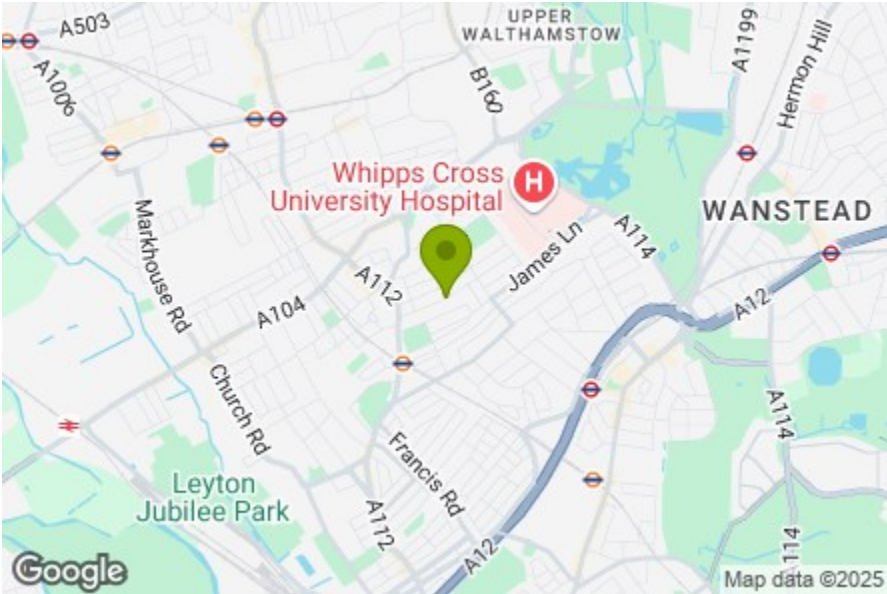 A503
UPPER
WALTHAMSTOW
A1199
Hermon Hill
A1006
B160
Whipps Cross
University Hospital
H
WANSTEAD
A114
James Ln
Markhouse Rd
A112
A104
A12
Church Rd
A114
Francis Rd
Leyton
Jubilee Park
A112
A12
A114
Google
Map data ©2025